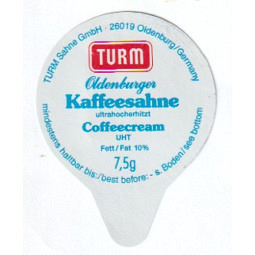 TURM Sahne GmbH · 26019 Oldenburg/Germany
TURM
Oldenburger
Kaffeesahne
ultrahocherhitzt
Coffeecream
UHT
Fett/Fat 10%
7,5g
mindestens haltbar bis:/best before: - s. Boden/see bottom